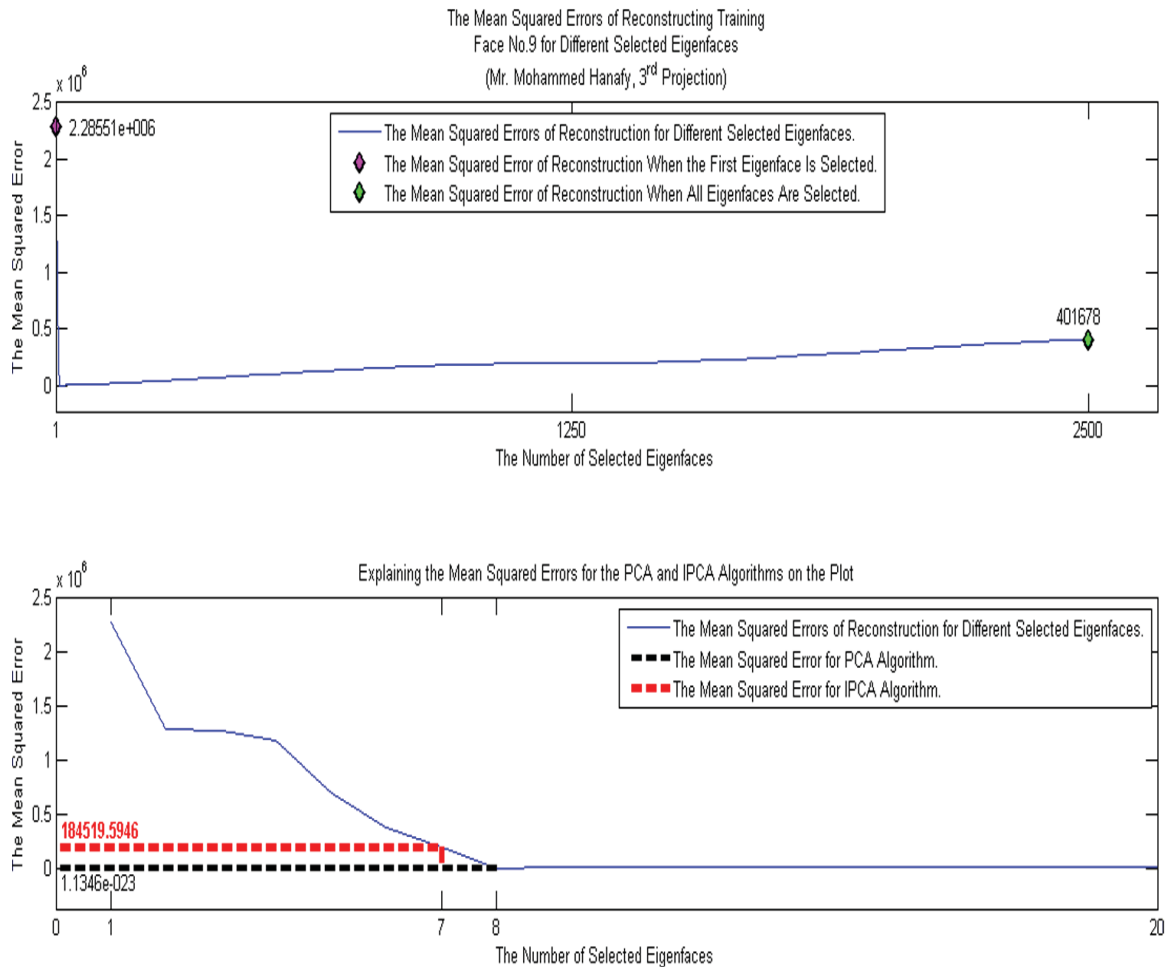 The Mean Squared Errors of Reconstructing Training
Face No.9 for Different Selected Eigenfaces
(Mr. Mohammed Hanafy, 3rd Projection)
x 10^6
2.5
2
1.5
1
0.5
0
The Mean Squared Error
2.28551e+006
The Mean Squared Errors of Reconstruction for Different Selected Eigenfaces.
The Mean Squared Error of Reconstruction When the First Eigenface Is Selected.
The Mean Squared Error of Reconstruction When All Eigenfaces Are Selected.
401678
1 1250 2500
The Number of Selected Eigenfaces
Explaining the Mean Squared Errors for the PCA and IPCA Algorithms on the Plot
x 10^6
2.5
2
1.5
1
0.5
0
The Mean Squared Error
The Mean Squared Errors of Reconstruction for Different Selected Eigenfaces.
The Mean Squared Error for PCA Algorithm.
The Mean Squared Error for IPCA Algorithm.
184519.5946
1.1346e-023
0 1 7 8 20
The Number of Selected Eigenfaces